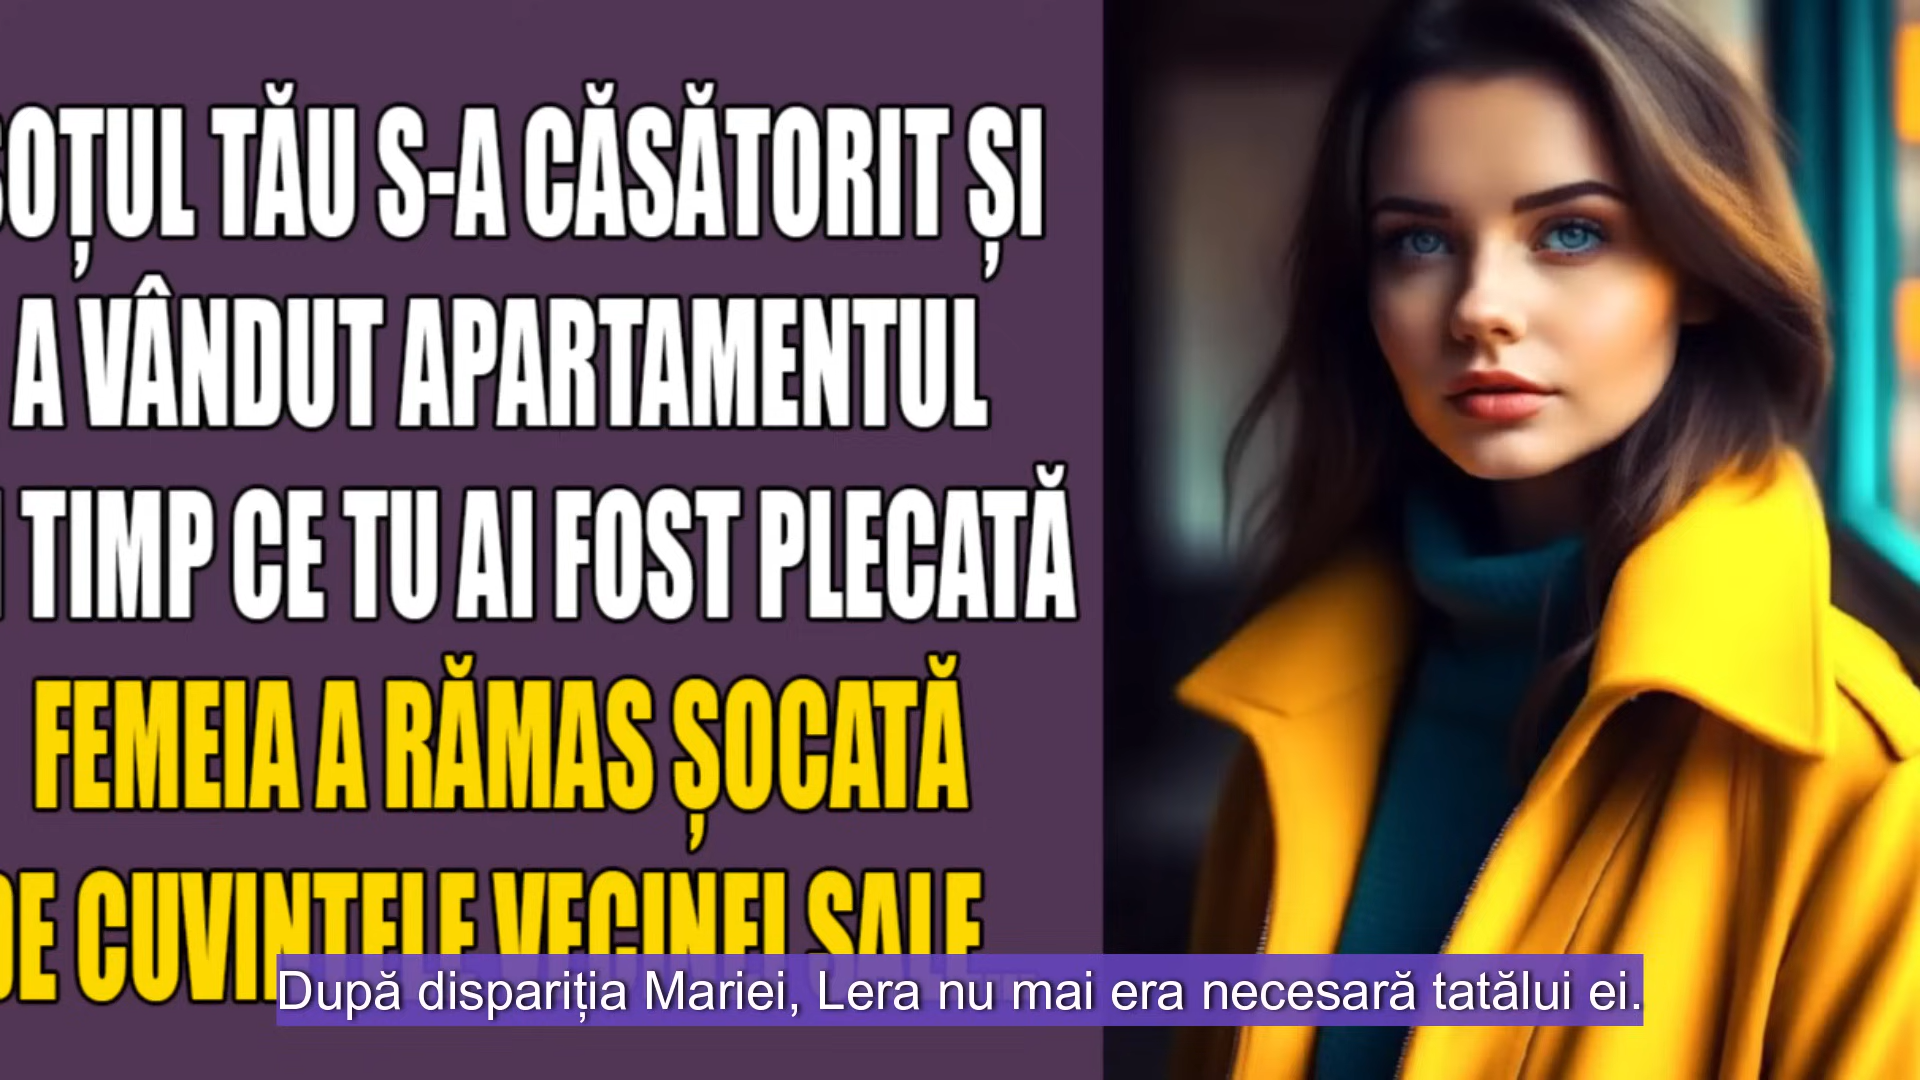 SOȚUL TĂU S-A CĂSĂTORIT ȘI
A VÂNDUT APARTAMENTUL
TIMP CE TU AI FOST PLECATĂ
FEMEIA A RĂMAS ȘOCATĂ
DE CUVINTELE VECINEI SALE...
După dispariția Mariei, Lera nu mai era necesară tatălui ei.